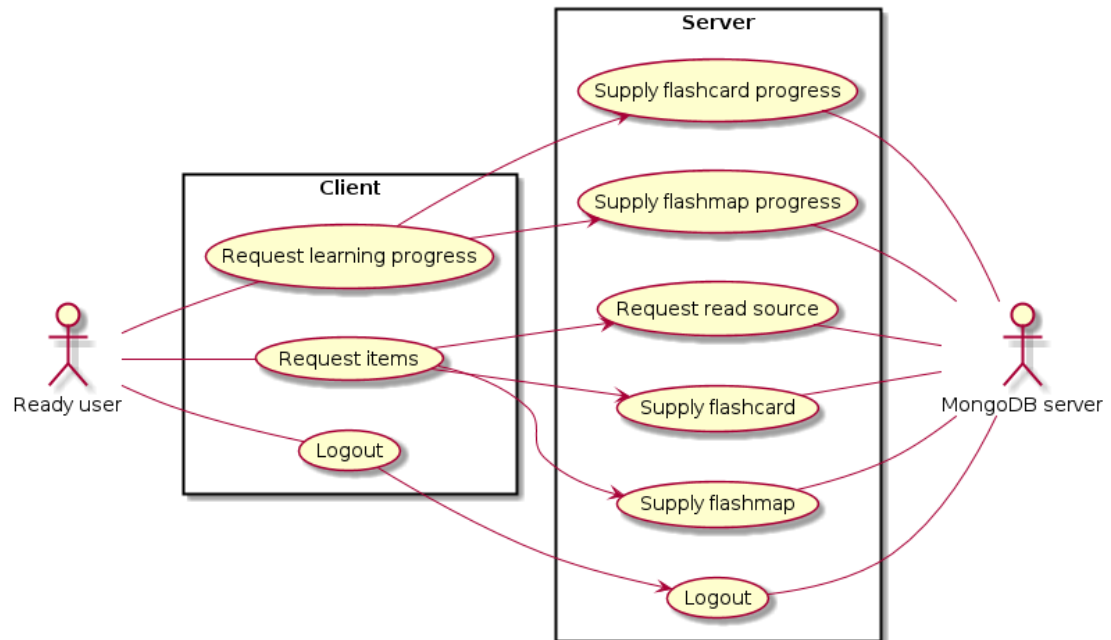 Server
Supply flashcard progress
Client
Supply flashmap progress
Request learning progress
Request read source
Request items
Ready user
MongoDB server
Supply flashcard
Logout
Supply flashmap
Logout